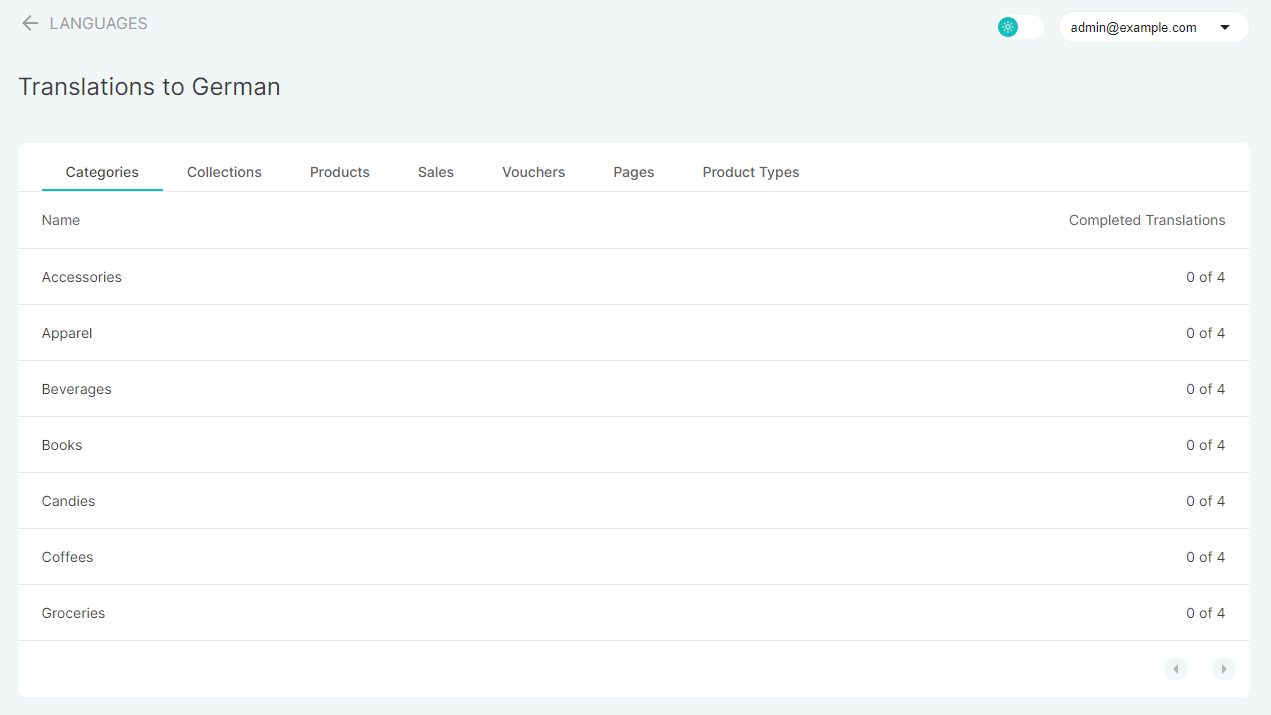 LANGUAGES
admin@example.com
Translations to German
Categories Collections Products Sales Vouchers Pages Product Types
Name Completed Translations
Accessories 0 of 4
Apparel 0 of 4
Beverages 0 of 4
Books 0 of 4
Candies 0 of 4
Coffees 0 of 4
Groceries 0 of 4